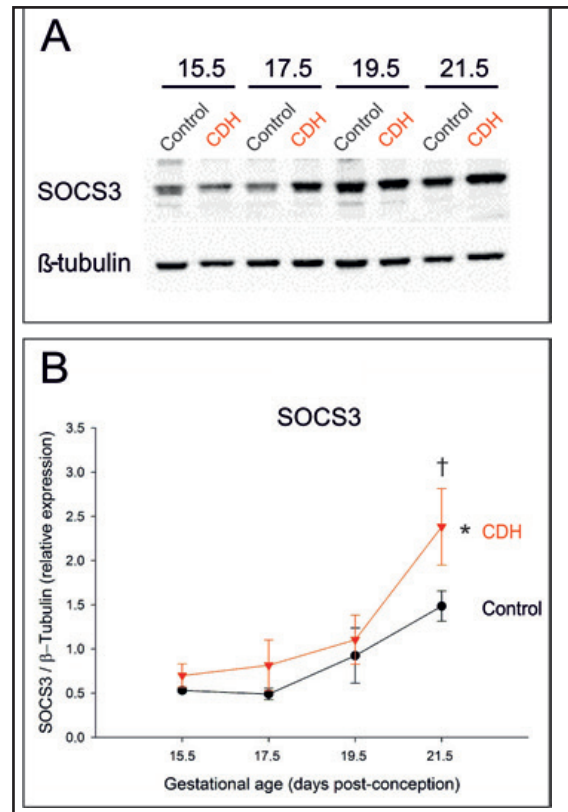 A
15.5 17.5 19.5 21.5
Control CDH Control CDH Control CDH Control CDH
SOCS3
ß-tubulin
B
SOCS3
3.5
3.0
2.5
2.0
1.5
1.0
0.5
0.0
SOCS3 / β−Tubulin (relative expression)
†
* CDH
Control
15.5 17.5 19.5 21.5
Gestational age (days post-conception)